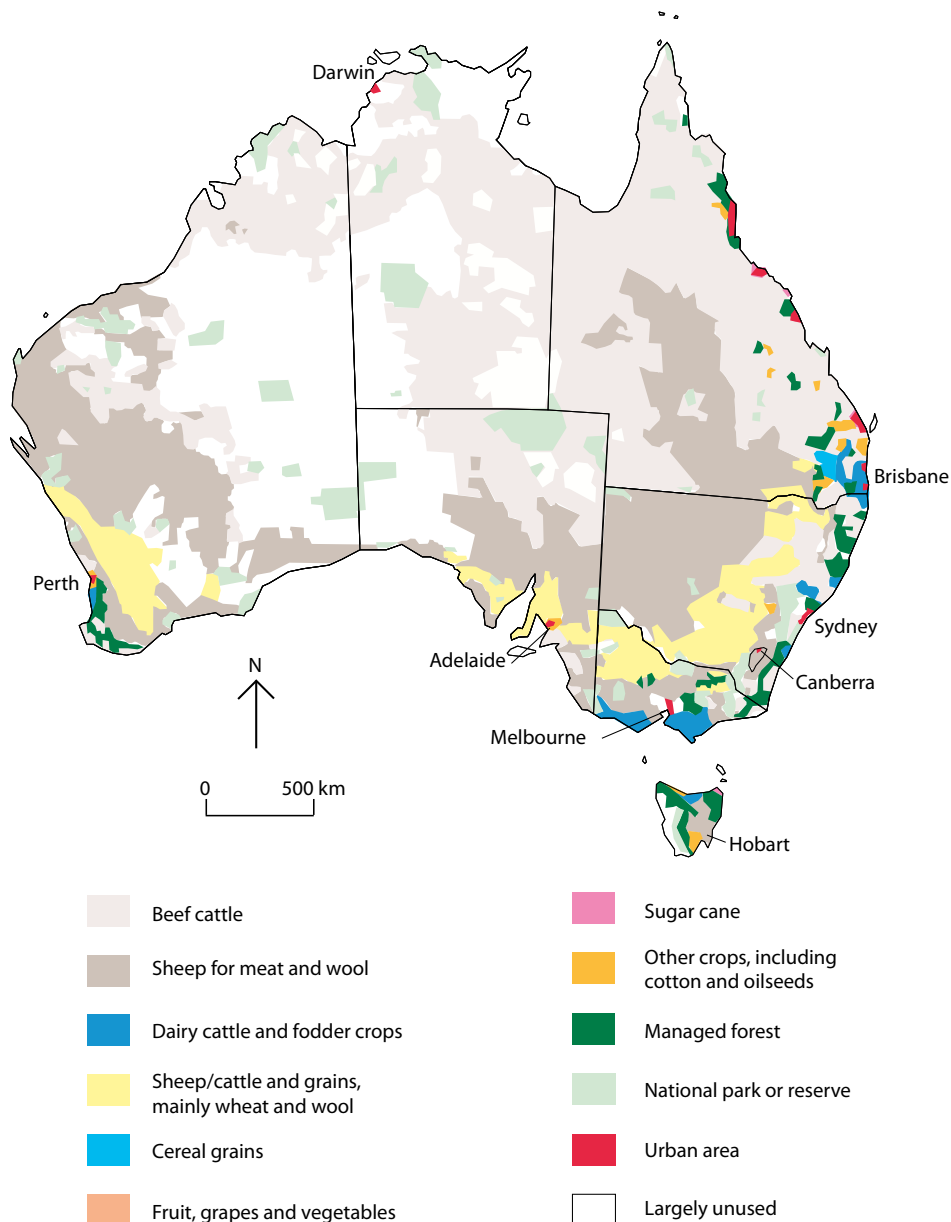 Darwin
Brisbane
Perth
Sydney
Adelaide
Canberra
N
Melbourne
0 500 km
Hobart
Beef cattle
Sheep for meat and wool
Dairy cattle and fodder crops
Sheep/cattle and grains,
mainly wheat and wool
Cereal grains
Fruit, grapes and vegetables
Sugar cane
Other crops, including
cotton and oilseeds
Managed forest
National park or reserve
Urban area
Largely unused